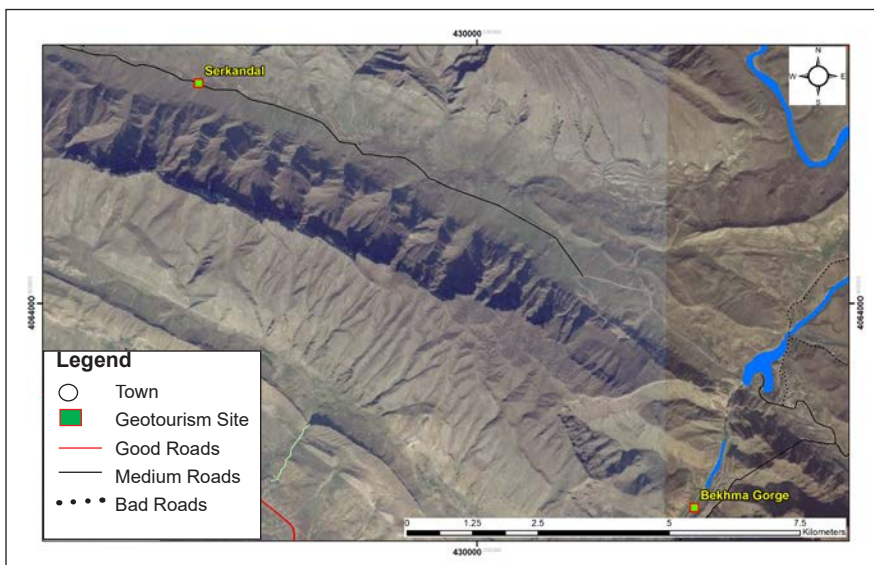 430000
N
W E
S
Serkandal
4064000
4064000
Legend
Town
Geotourism Site
Good Roads
Medium Roads
Bad Roads
Bekhma Gorge
0 1.25 2.5 5 7.5
Kilometers
430000